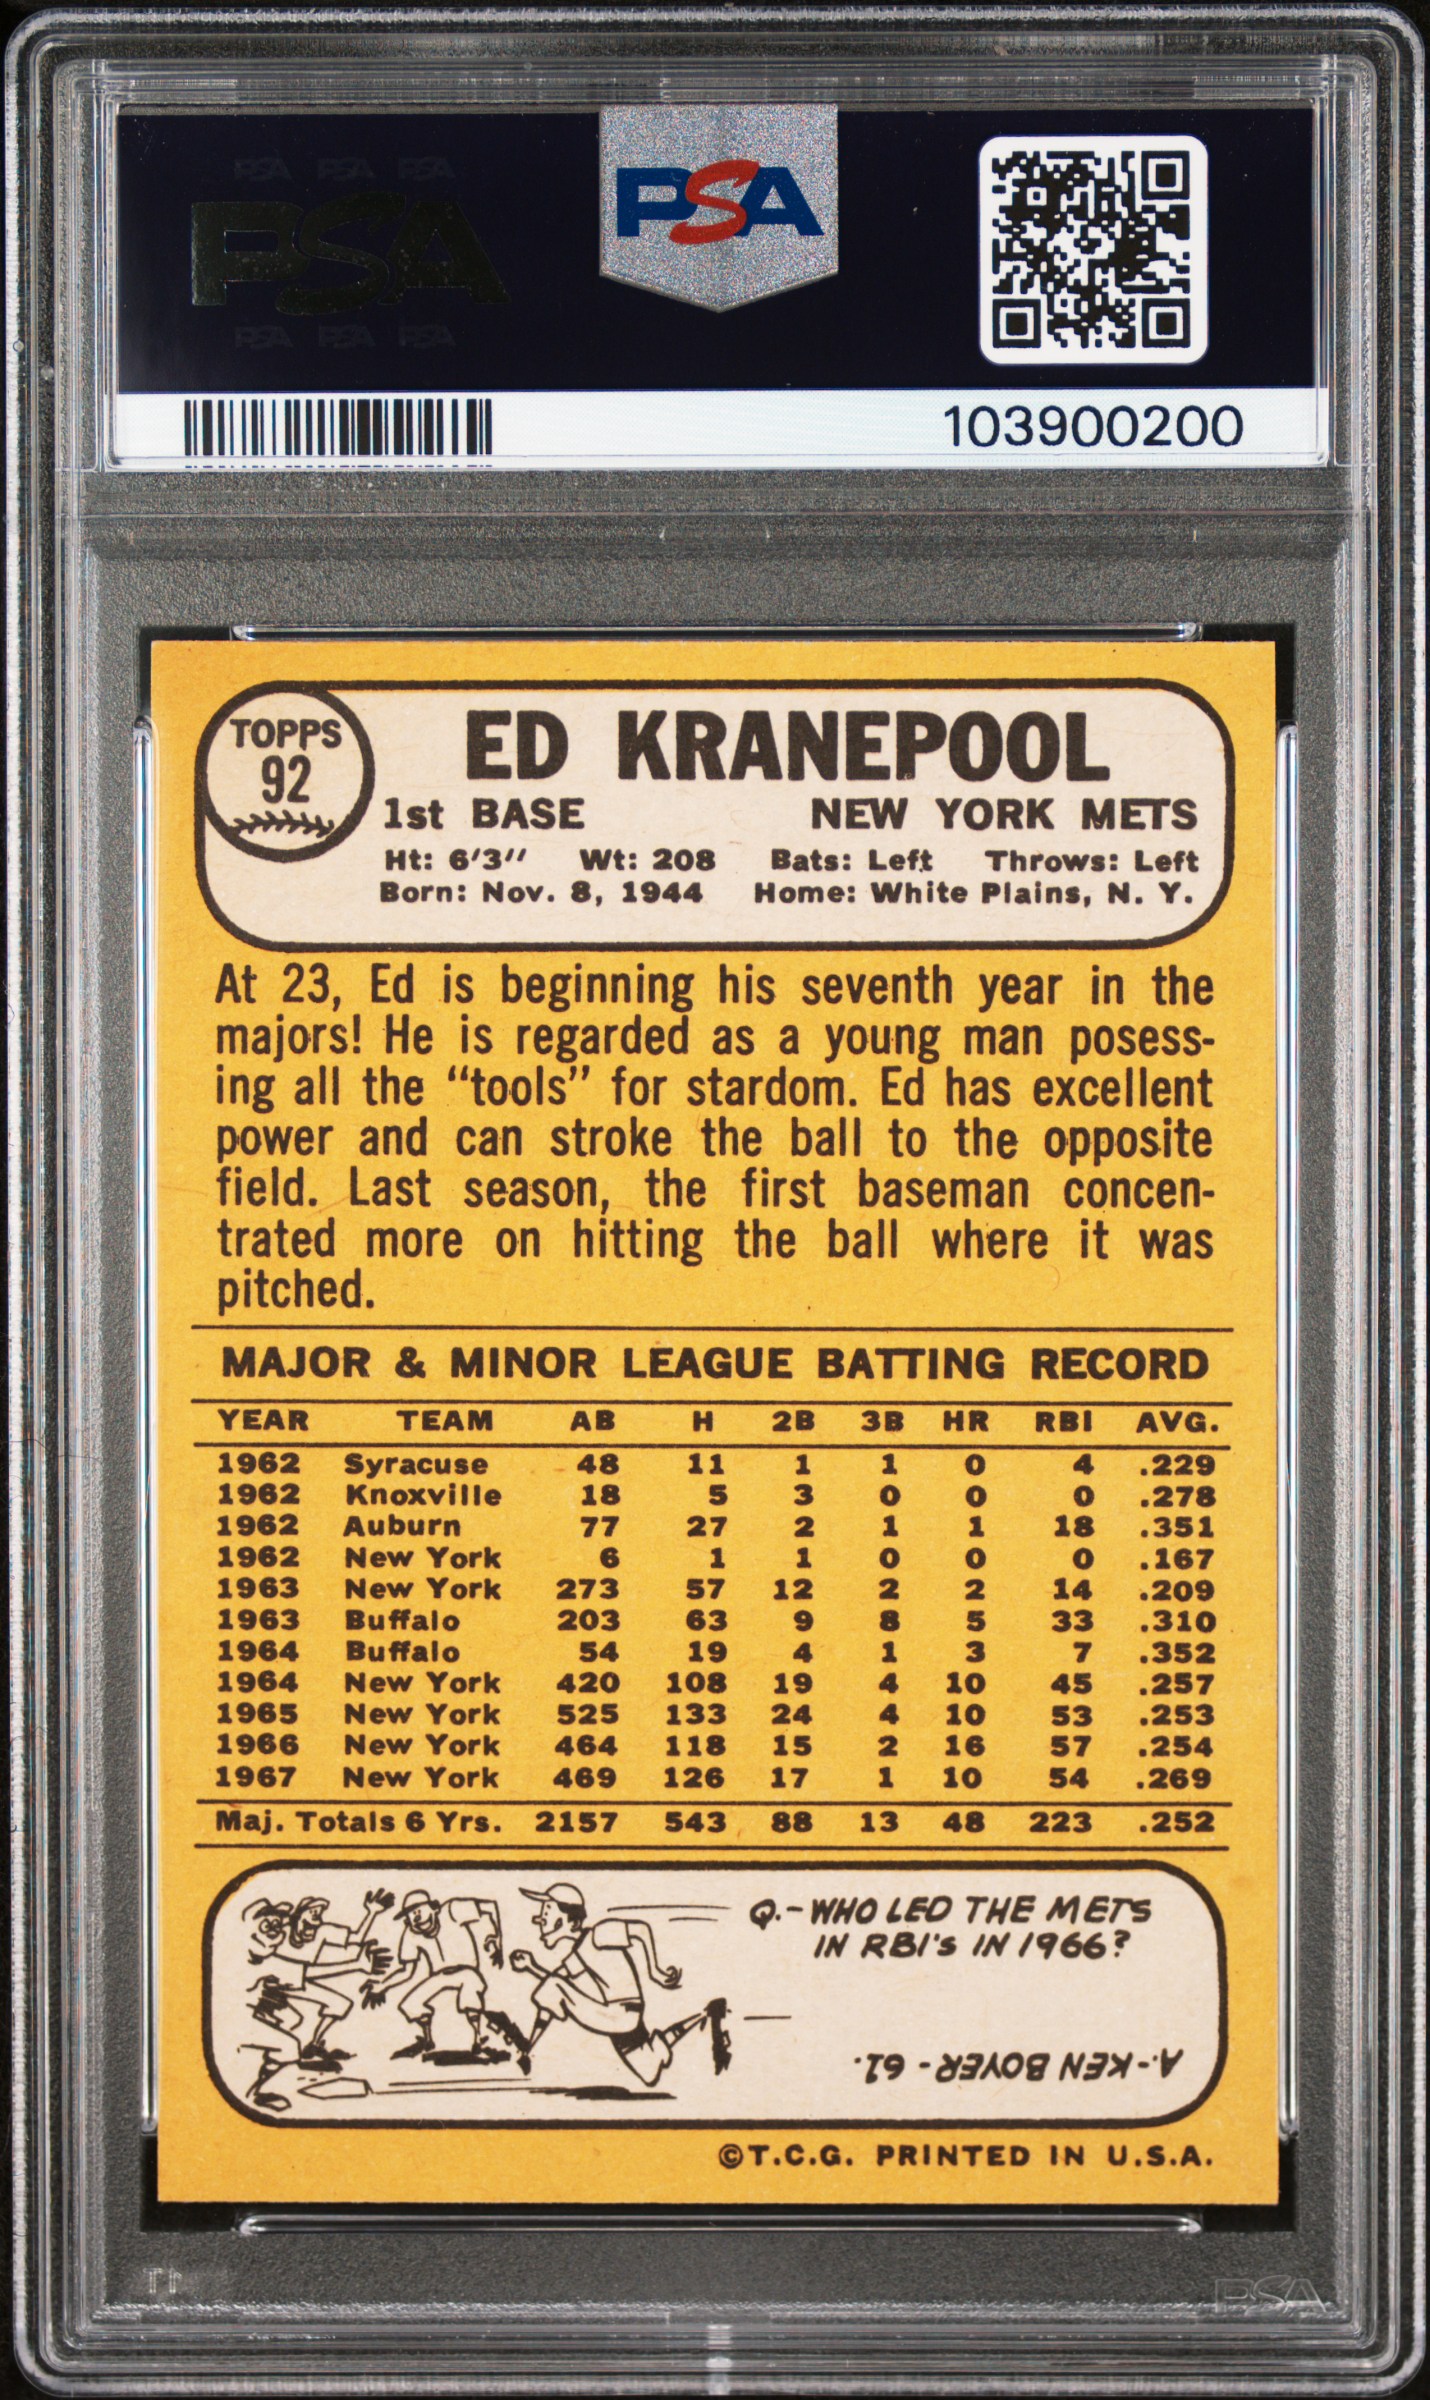 PSA PSA PSA
PSA
PSA PSA PSA
PSA
103900200
TOPPS
92
ED KRANEPOOL
1st BASE NEW YORK METS
Ht: 6'3" Wt: 208 Bats: Left Throws: Left
Born: Nov. 8, 1944 Home: White Plains, N. Y.
At 23, Ed is beginning his seventh year in the
majors! He is regarded as a young man posess-
ing all the "tools" for stardom. Ed has excellent
power and can stroke the ball to the opposite
field. Last season, the first baseman concen-
trated more on hitting the ball where it was
pitched.
MAJOR & MINOR LEAGUE BATTING RECORD
YEAR TEAM AB H 2B 3B HR RBI AVG.
1962 Syracuse 48 11 1 1 0 4 .229
1962 Knoxville 18 5 3 0 0 0 .278
1962 Auburn 77 27 2 1 1 18 .351
1962 New York 6 1 1 0 0 0 .167
1963 New York 273 57 12 2 2 14 .209
1963 Buffalo 203 63 9 8 5 33 .310
1964 Buffalo 54 19 4 1 3 7 .352
1964 New York 420 108 19 4 10 45 .257
1965 New York 525 133 24 4 10 53 .253
1966 New York 464 118 15 2 16 57 .254
1967 New York 469 126 17 1 10 54 .269
Maj. Totals 6 Yrs. 2157 543 88 13 48 223 .252
Q.-WHO LED THE METS
IN RBI'S IN 1966?
A.-KEN BOYER-61.
©T.C.G. PRINTED IN U.S.A.
PSA